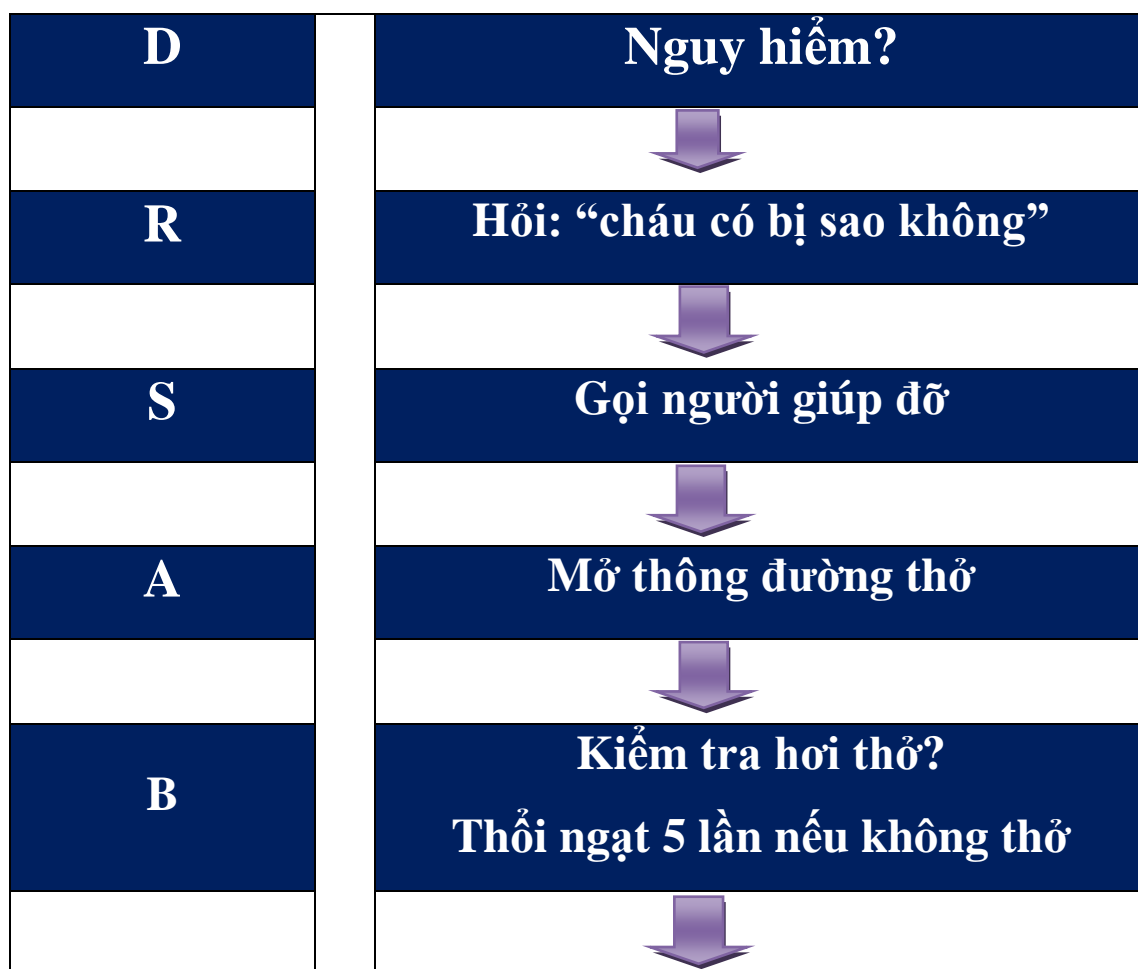 D
Nguy hiểm?
R
Hỏi: “cháu có bị sao không”
S
Gọi người giúp đỡ
A
Mở thông đường thở
B
Kiểm tra hơi thở?
Thổi ngạt 5 lần nếu không thở